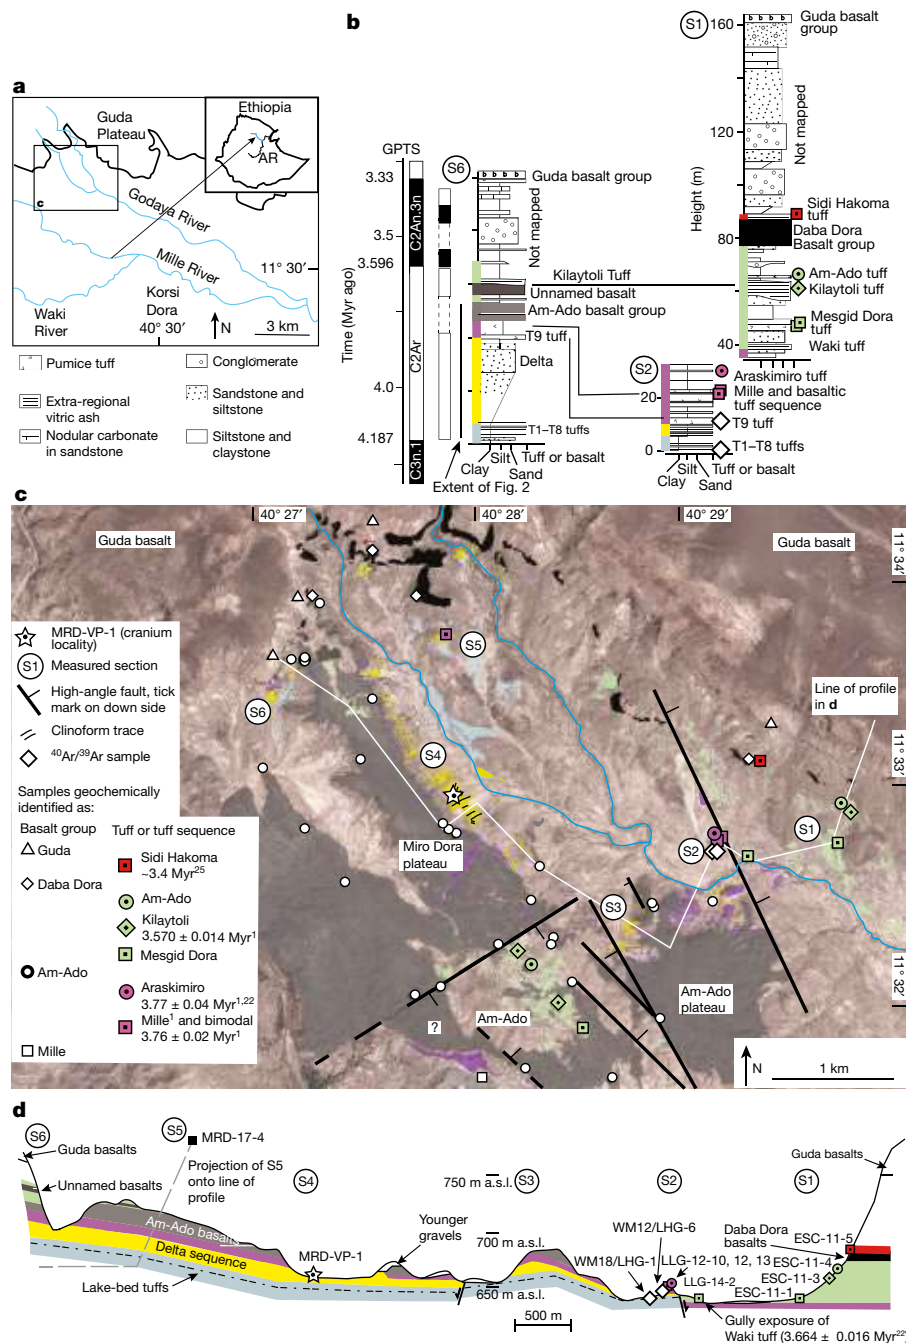 a
Ethiopia
AR
Guda
Plateau
c
Godaya River
Mille River
11° 30′
Korsi
Dora
Waki
River
40° 30′
N
3 km
Pumice tuff
Conglomerate
Extra-regional
vitric ash
Sandstone and
siltstone
Nodular carbonate
in sandstone
Siltstone and
claystone
b
GPTS
Time (Myr ago)
3.33
3.5
3.596
4.0
4.187
C2An.3n
C2Ar
C3n.1
S6
Guda basalt group
Not mapped
Kilaytoli Tuff
Unnamed basalt
Am-Ado basalt group
T9 tuff
Delta
T1–T8 tuffs
Clay
Silt
Sand
Tuff or basalt
Extent of Fig. 2
S1
160
120
80
40
Height (m)
Guda basalt
group
Not mapped
Sidi Hakoma
tuff
Daba Dora
Basalt group
Am-Ado tuff
Kilaytoli tuff
Mesgid Dora
tuff
Waki tuff
S2
20
0
Araskimiro tuff
Mille and basaltic
tuff sequence
T9 tuff
T1–T8 tuffs
Clay
Silt
Sand
Tuff or basalt
c
40° 27′
40° 28′
40° 29′
11° 34′
11° 33′
11° 32′
Guda basalt
Guda basalt
MRD-VP-1 (cranium
locality)
S1
Measured section
High-angle fault, tick
mark on down side
Clinoform trace
40Ar/39Ar sample
Samples geochemically
identified as:
Basalt group
Tuff or tuff sequence
Guda
Sidi Hakoma
~3.4 Myr25
Daba Dora
Am-Ado
Kilaytoli
3.570 ± 0.014 Myr1
Mesgid Dora
Am-Ado
Araskimiro
3.77 ± 0.04 Myr1,22
Mille1 and bimodal
3.76 ± 0.02 Myr1
Mille
S5
S6
S4
Line of profile
in d
S1
S2
Miro Dora
plateau
S3
Am-Ado
plateau
Am-Ado
?
N
1 km
d
S6
S5
MRD-17-4
Guda basalts
Unnamed basalts
Projection of S5
onto line of
profile
S4
750 m a.s.l.
S3
S2
S1
Guda basalts
Am-Ado basalts
Younger
gravels
700 m a.s.l.
WM12/LHG-6
Daba Dora
basalts
ESC-11-5
Delta sequence
MRD-VP-1
WM18/LHG-1
LLG-12-10, 12, 13
ESC-11-4
ESC-11-3
Lake-bed tuffs
650 m a.s.l.
LLG-14-2
ESC-11-1
500 m
Gully exposure of
Waki tuff (3.664 ± 0.016 Myr22)